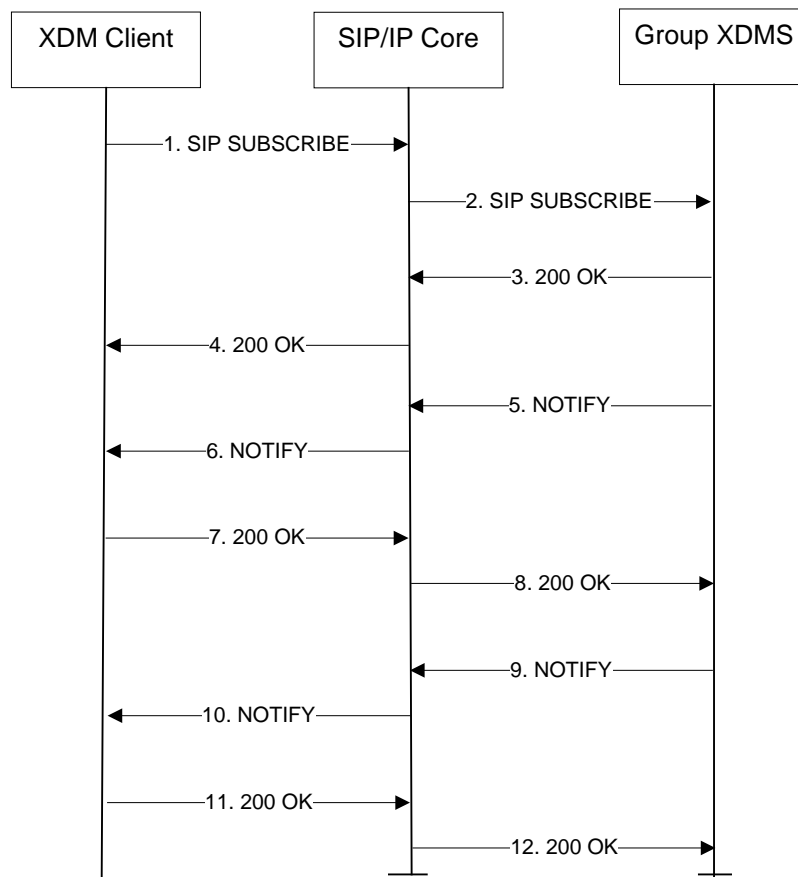 XDM Client
SIP/IP Core
Group XDMS
1. SIP SUBSCRIBE
2. SIP SUBSCRIBE
3. 200 OK
4. 200 OK
5. NOTIFY
6. NOTIFY
7. 200 OK
8. 200 OK
9. NOTIFY
10. NOTIFY
11. 200 OK
12. 200 OK